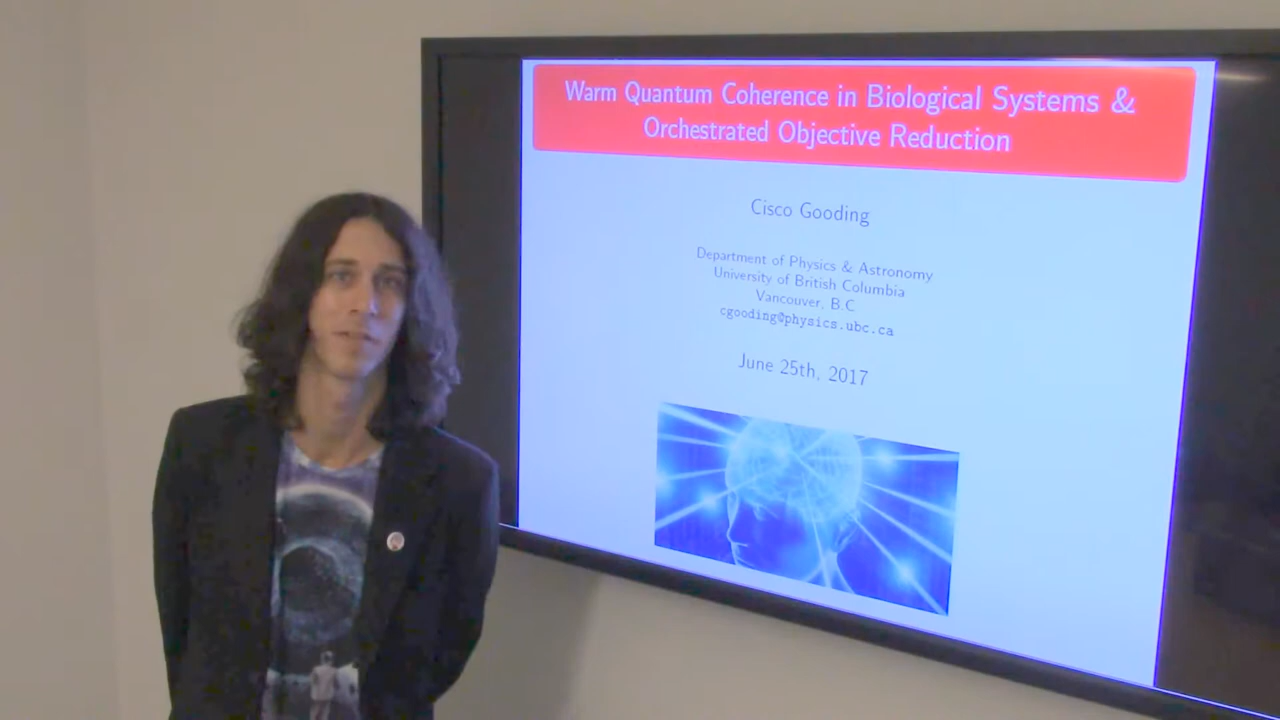 Warm Quantum Coherence in Biological Systems &
Orchestrated Objective Reduction
Cisco Gooding
Department of Physics & Astronomy
University of British Columbia
Vancouver, B.C
cgooding@physics.ubc.ca
June 25th, 2017